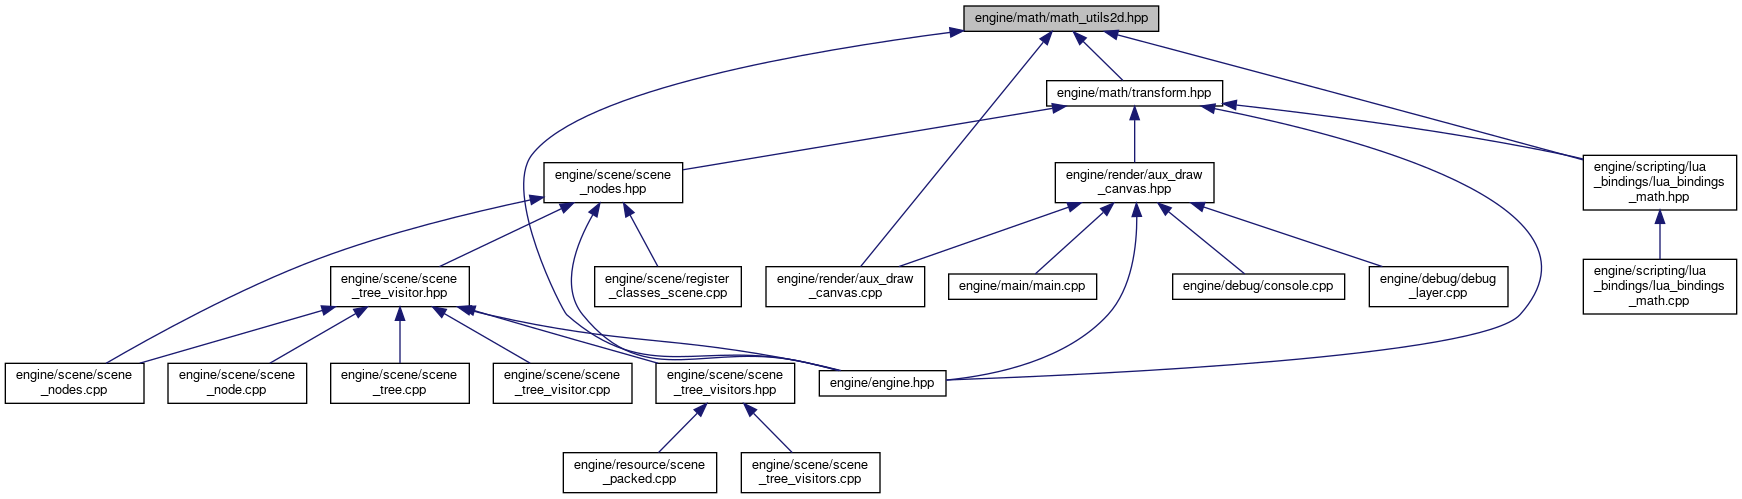 engine/math/math_utils2d.hpp
engine/math/transform.hpp
engine/scene/scene
_nodes.hpp
engine/render/aux_draw
_canvas.hpp
engine/scripting/lua
_bindings/lua_bindings
_math.hpp
engine/scene/scene
_tree_visitor.hpp
engine/scene/register
_classes_scene.cpp
engine/render/aux_draw
_canvas.cpp
engine/main/main.cpp
engine/debug/console.cpp
engine/debug/debug
_layer.cpp
engine/scripting/lua
_bindings/lua_bindings
_math.cpp
engine/scene/scene
_nodes.cpp
engine/scene/scene
_node.cpp
engine/scene/scene
_tree.cpp
engine/scene/scene
_tree_visitor.cpp
engine/scene/scene
_tree_visitors.hpp
engine/engine.hpp
engine/resource/scene
_packed.cpp
engine/scene/scene
_tree_visitors.cpp